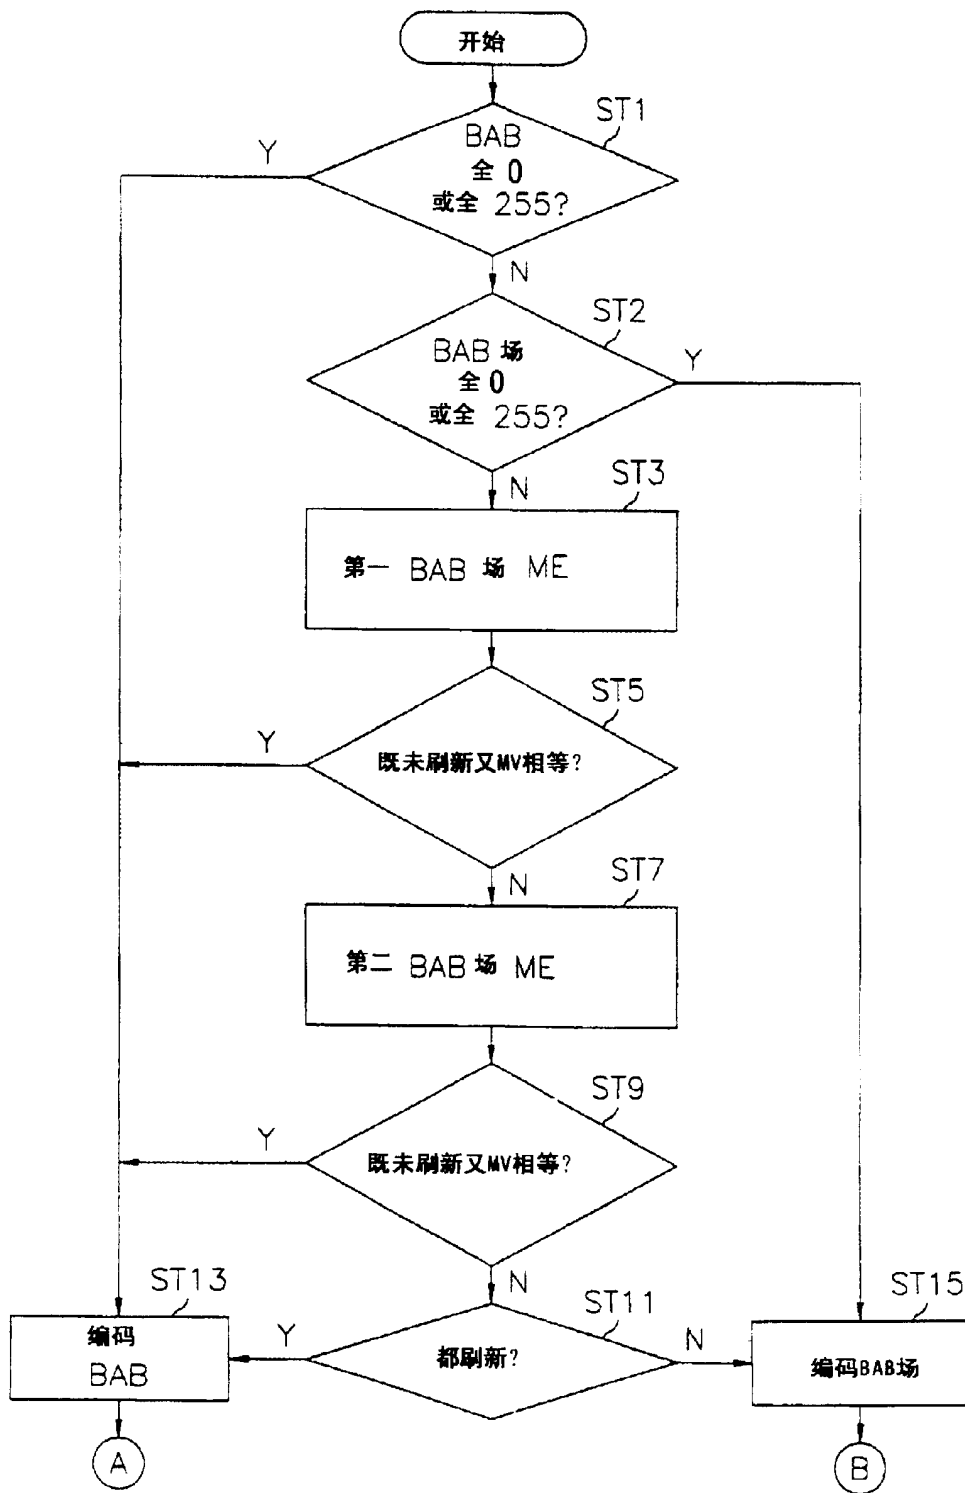 开始
ST1
BAB
全 0
或全 255?
Y
N
ST2
BAB 场
全 0
或全 255?
Y
N
ST3
第一 BAB 场 ME
ST5
既未刷新又MV相等?
Y
N
ST7
第二 BAB 场 ME
ST9
既未刷新又MV相等?
Y
N
ST13
编码
BAB
Y
ST11
都刷新?
N
ST15
编码BAB场
A
B